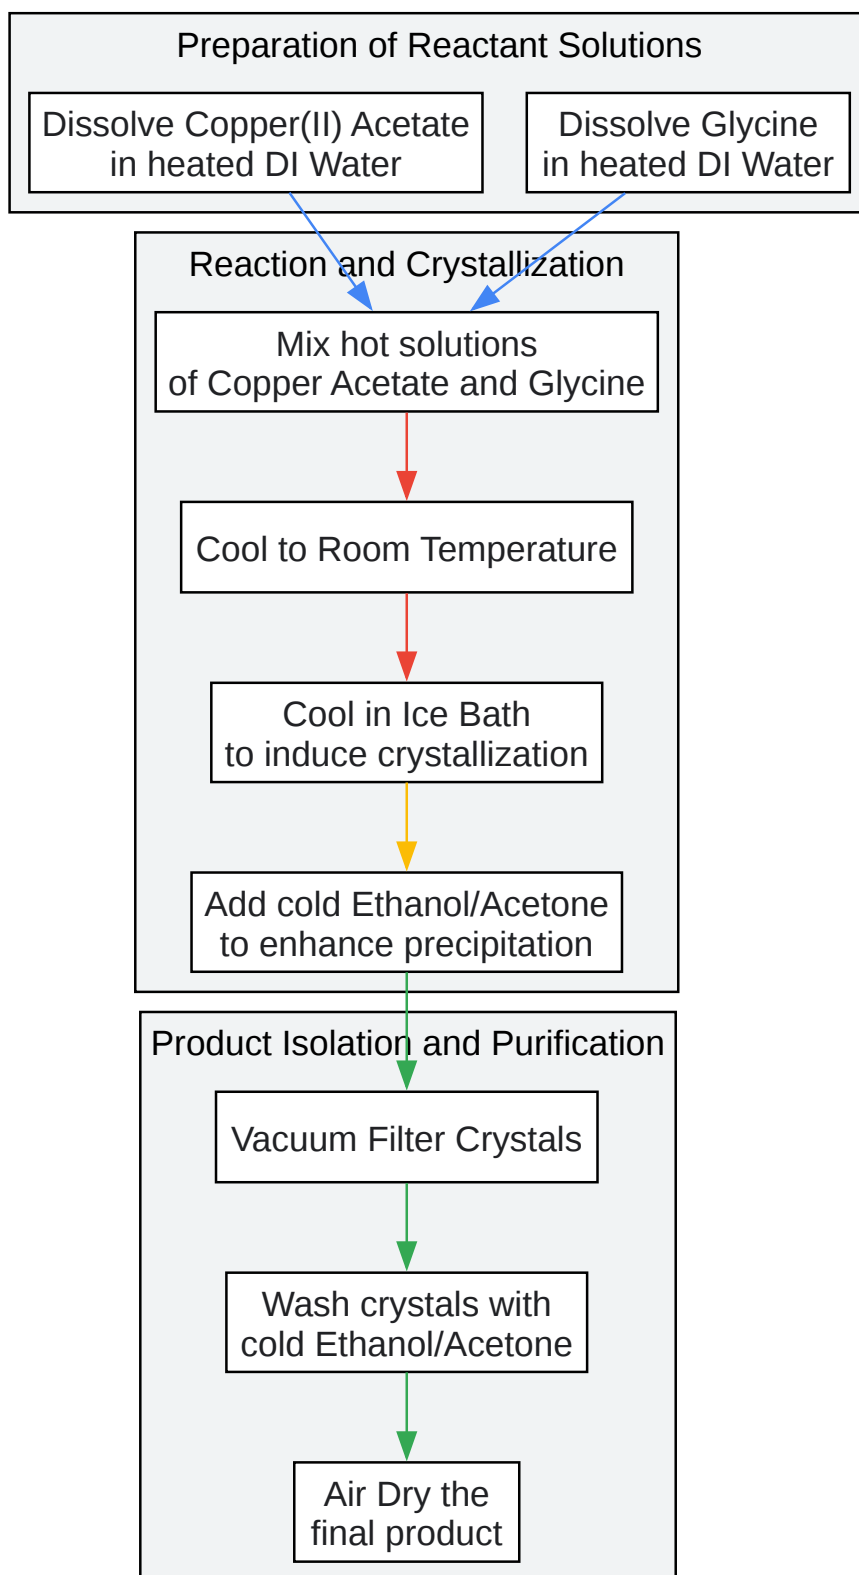 Preparation of Reactant Solutions
Dissolve Copper(II) Acetate
in heated DI Water
Dissolve Glycine
in heated DI Water
Reaction and Crystallization
Mix hot solutions
of Copper Acetate and Glycine
Cool to Room Temperature
Cool in Ice Bath
to induce crystallization
Add cold Ethanol/Acetone
to enhance precipitation
Product Isolation and Purification
Vacuum Filter Crystals
Wash crystals with
cold Ethanol/Acetone
Air Dry the
final product